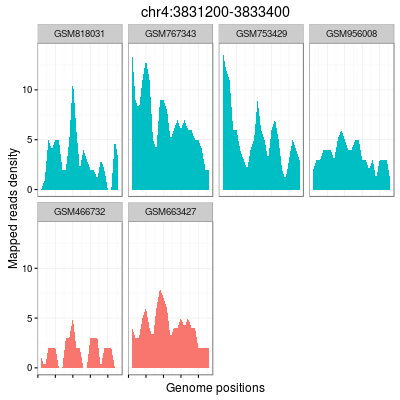 chr4:3831200-3833400
GSM818031 GSM767343 GSM753429 GSM956008
10
5
0
GSM466732 GSM663427
10
5
0
Mapped reads density
Genome positions